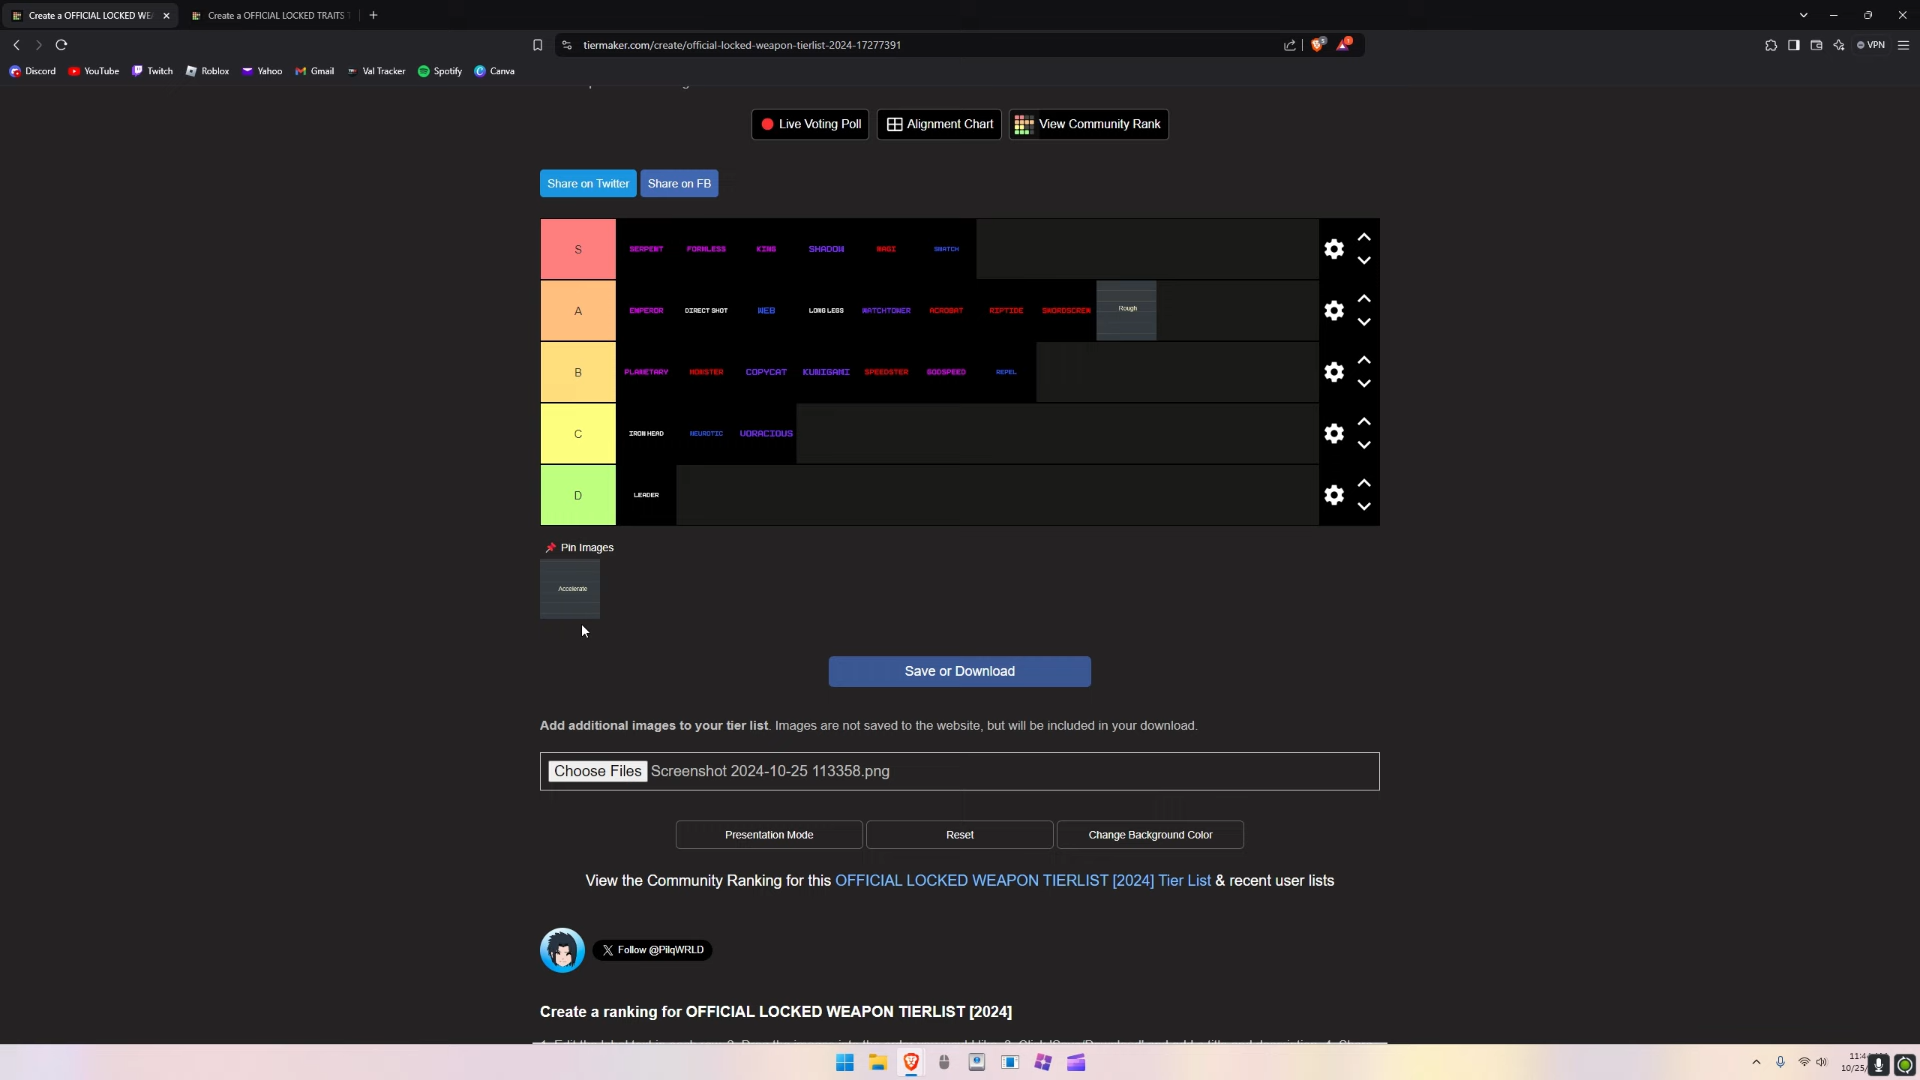 Create a OFFICIAL LOCKED WE
Create a OFFICIAL LOCKED TRAITS
tiermaker.com/create/official-locked-weapon-tierlist-2024-17277391
VPN
Discord YouTube Twitch Roblox Yahoo Gmail Val Tracker Spotify Canva
Live Voting Poll Alignment Chart View Community Rank
Share on Twitter Share on FB
S SERPENT FORMLESS KING SHADOW MAGI SNATCH
A EMPEROR DIRECT SHOT WEB LONG LEGS WATCHTOWER ACROBAT RIPTIDE SWORDSCREW Rough
B PLANETARY MONSTER COPYCAT KUNIGAMI SPEEDSTER GODSPEED REPEL
C IRON HEAD NEUROTIC VORACIOUS
D LEADER
Pin Images
Accelerate
Save or Download
Add additional images to your tier list. Images are not saved to the website, but will be included in your download.
Choose Files Screenshot 2024-10-25 113358.png
Presentation Mode Reset Change Background Color
View the Community Ranking for this OFFICIAL LOCKED WEAPON TIERLIST [2024] Tier List & recent user lists
Follow @PilqWRLD
Create a ranking for OFFICIAL LOCKED WEAPON TIERLIST [2024]